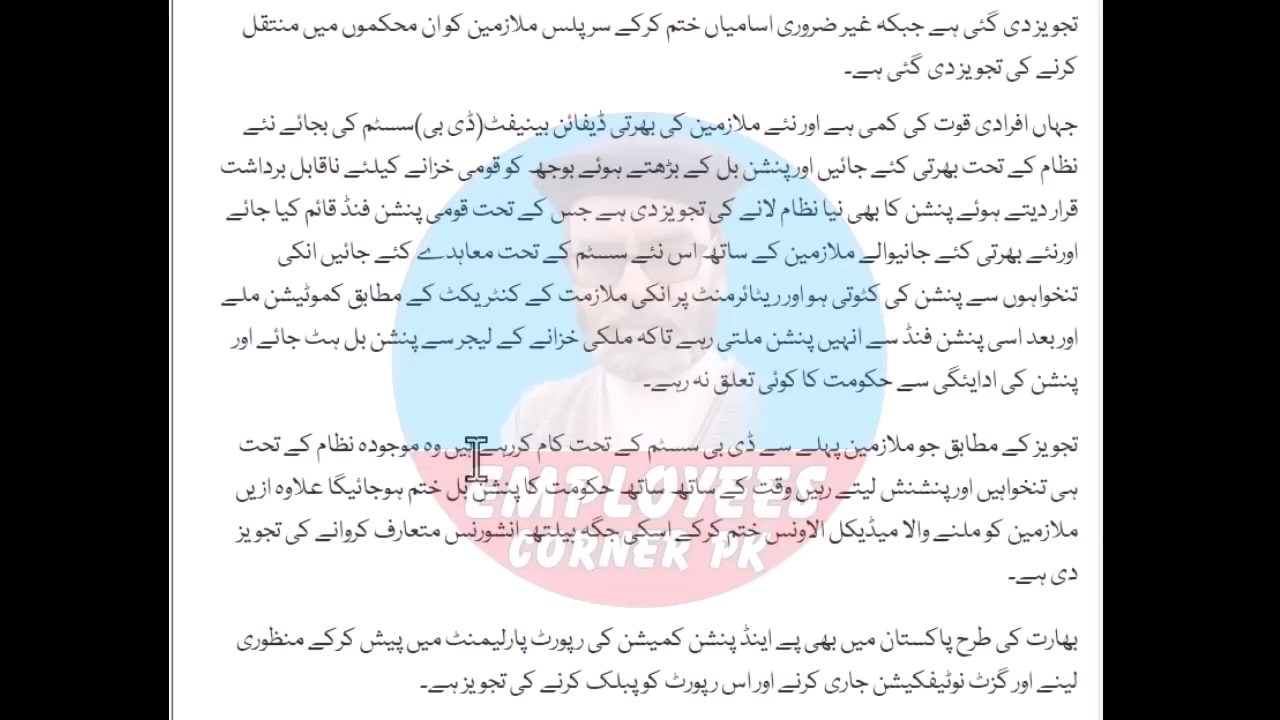 تجویز دی گئی ہے جبکہ غیر ضروری اسامیاں ختم کرکے سرپلس ملازمین کو ان محکموں میں منتقل
کرنے کی تجویز دی گئی ہے۔
جہاں افرادی قوت کی کمی ہے اور نئے ملازمین کی بھرتی ڈیفائن بینیفٹ(ڈی بی)سسٹم کی بجائے نئے
نظام کے تحت بھرتی کئے جائیں اور پنشن بل کے بڑھتے ہوئے بوجھ کو قومی خزانے کیلئے ناقابل برداشت
قرار دیتے ہوئے پنشن کا بھی نیا نظام لانے کی تجویز دی ہے جس کے تحت قومی پنشن فنڈ قائم کیا جائے
اور نئے بھرتی کئے جانیوالے ملازمین کے ساتھ اس نئے سسٹم کے تحت معاہدے کئے جائیں انکی
تنخواہوں سے پنشن کی کٹوتی ہو اور ریٹائرمنٹ پر انکی ملازمت کے کنٹریکٹ کے مطابق کموٹیشن ملے
اور بعد اسی پنشن فنڈ سے انہیں پنشن ملتی رہے تاکہ ملکی خزانے کے لیجر سے پنشن بل ہٹ جائے اور
پنشن کی ادایئگی سے حکومت کا کوئی تعلق نہ رہے۔
تجویز کے مطابق جو ملازمین پہلے سے ڈی بی سسٹم کے تحت کام کررہے ہیں وہ موجودہ نظام کے تحت
ہی تنخواہیں اور پنشنش لیتے رہیں وقت کے ساتھ ساتھ حکومت کا پنشن بل ختم ہوجائیگا علاوہ ازیں
ملازمین کو ملنے والا میڈیکل الاونس ختم کرکے اسکی جگہ ہیلتھ انشورنس متعارف کروانے کی تجویز
دی ہے۔
بھارت کی طرح پاکستان میں بھی پے اینڈ پنشن کمیشن کی رپورٹ پارلیمنٹ میں پیش کرکے منظوری
لینے اور گزٹ نوٹیفکیشن جاری کرنے اور اس رپورٹ کو پبلک کرنے کی تجویز ہے۔
EMPLOYEES
CORNER PK